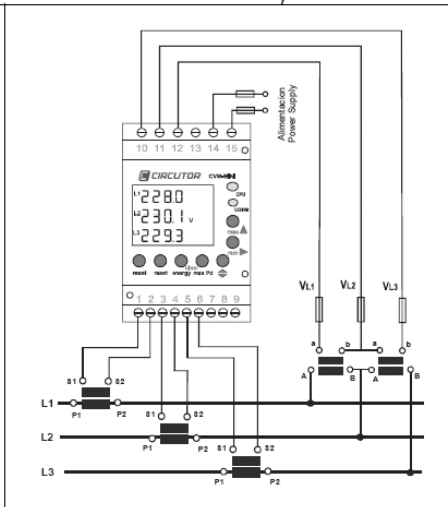 10 11 12 13 14 15
Alimentacion
Power Supply
CIRCUTOR CVM-MINI
CPU
COMM
L1 228.0
L2 230.1 v
L3 229.3
max
min
reset reset energy max Pd
1 2 3 4 5 6 7 8 9
VL1 VL2 VL3
a b a b
A B A B
S1 S2
L1 P1 P2
S1 S2
L2 P1 P2
S1 S2
L3 P1 P2